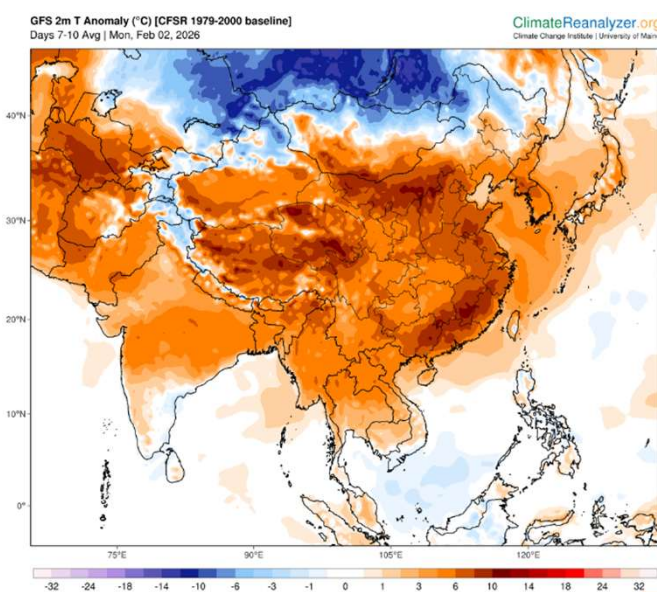 GFS 2m T Anomaly (°C) [CFSR 1979-2000 baseline]
ClimateReanalyzer.org
Days 7-10 Avg | Mon, Feb 02, 2026
Climate Change Institute | University of Maine
40°N
30°N
20°N
10°N
0°
75°E 90°E 105°E 120°E
-32 -24 -18 -14 -10 -6 -3 -1 0 1 3 6 10 14 18 24 32